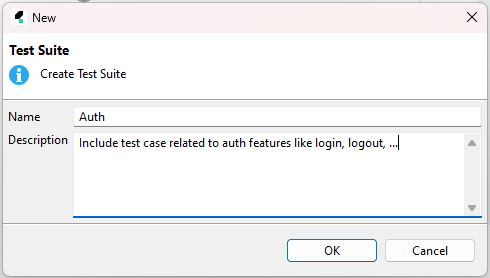 New
Test Suite
Create Test Suite
Name
Auth
Description
Include test case related to auth features like login, logout, ...
OK
Cancel